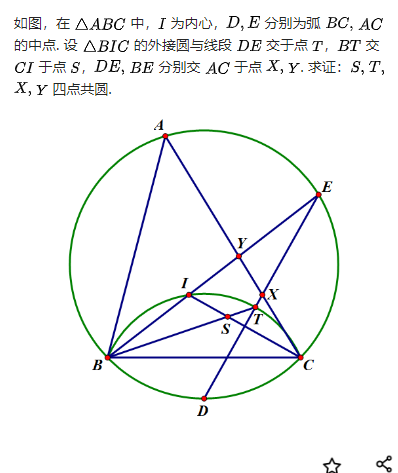 如图，在 △ABC 中，I 为内心，D, E 分别为弧 BC, AC
的中点. 设 △BIC 的外接圆与线段 DE 交于点 T，BT 交
CI 于点 S，DE, BE 分别交 AC 于点 X, Y. 求证：S, T,
X, Y 四点共圆.
A
E
Y
I
X
S
T
B
C
D